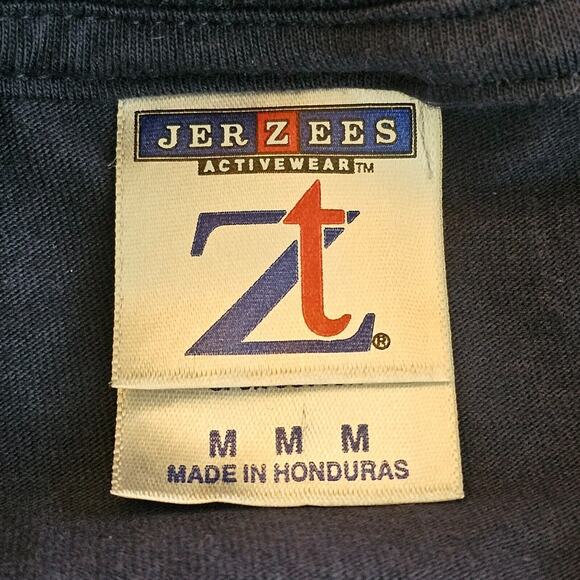 JERZEES
ACTIVEWEAR™
Zt®
M M M
MADE IN HONDURAS